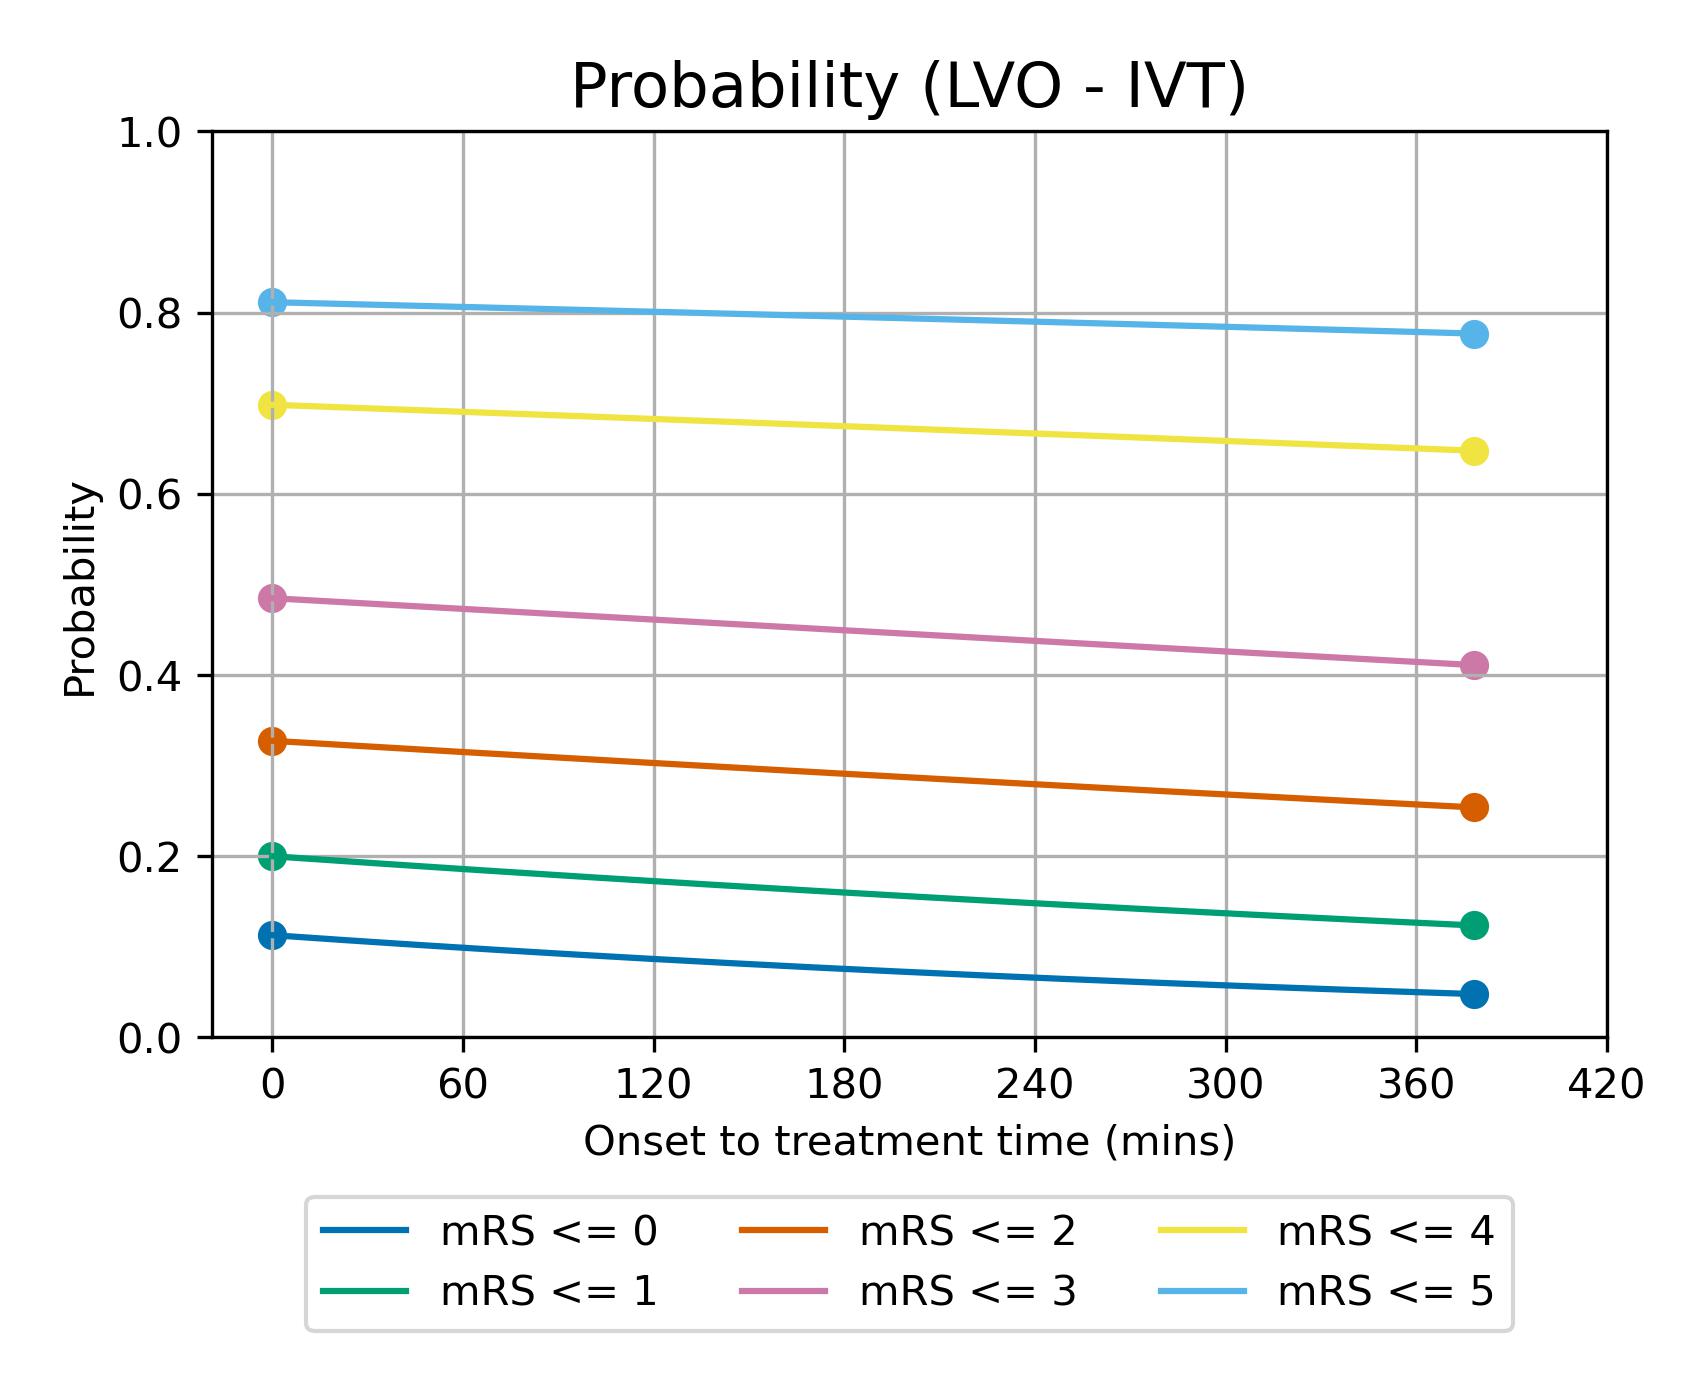 Probability (LVO - IVT)
1.0
0.8
0.6
0.4
0.2
0.0
Probability
0 60 120 180 240 300 360 420
Onset to treatment time (mins)
mRS <= 0 mRS <= 2 mRS <= 4
mRS <= 1 mRS <= 3 mRS <= 5